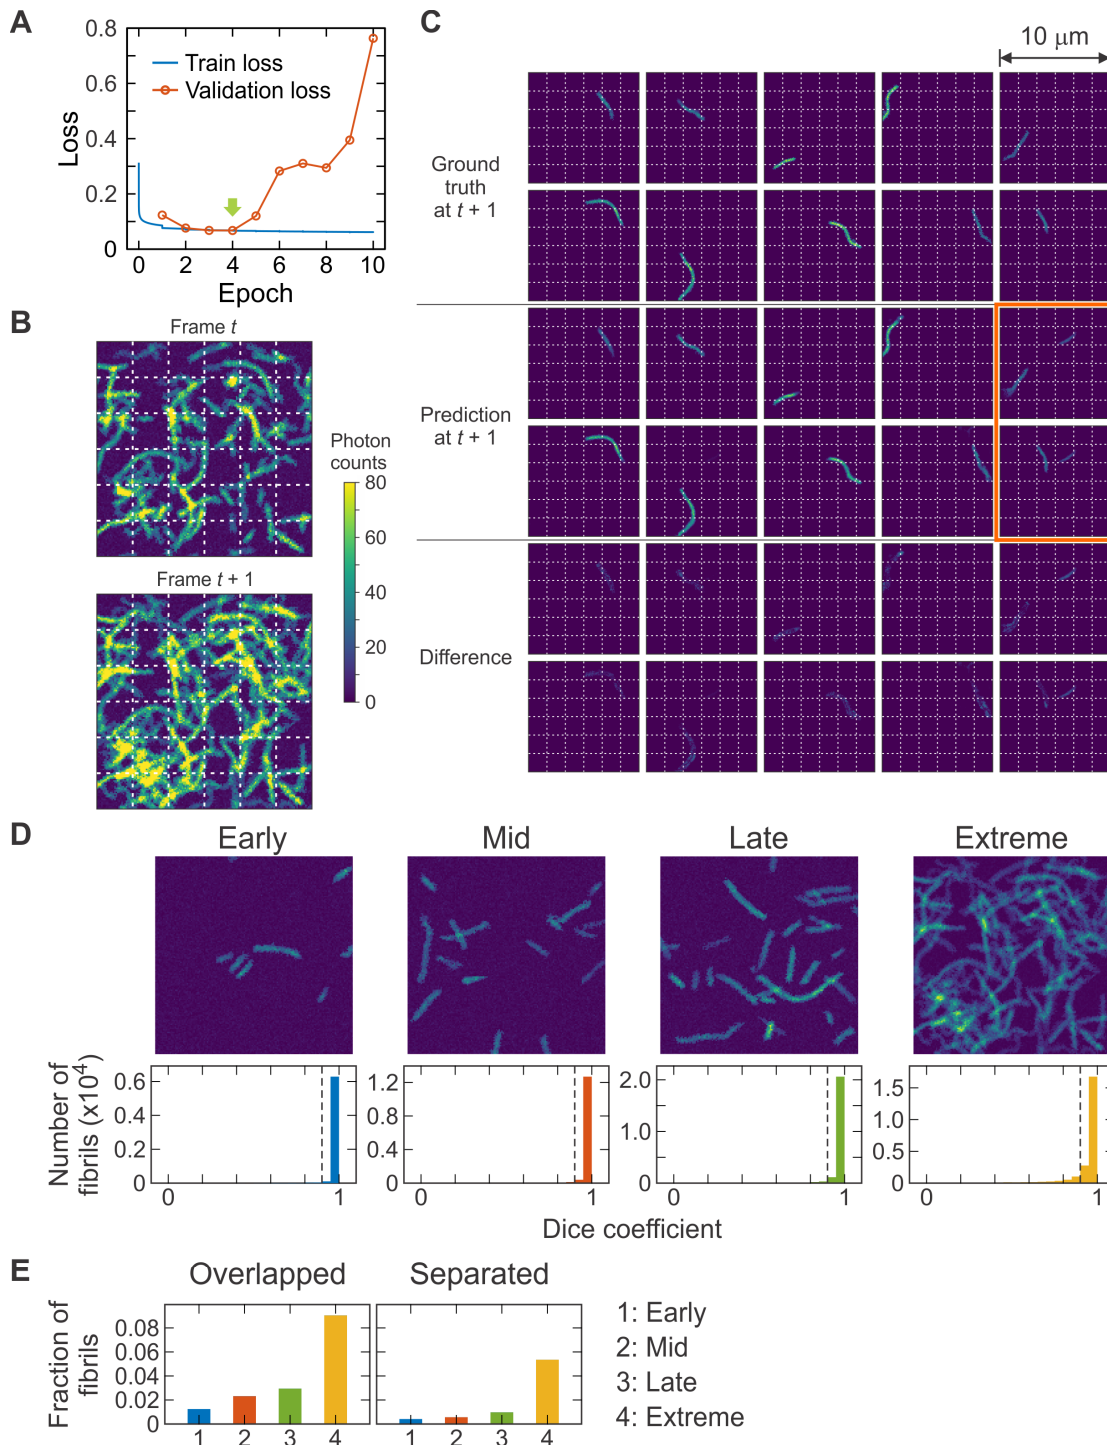 A
0.8
0.6
0.4
0.2
0
Loss
Train loss
Validation loss
0 2 4 6 8 10
Epoch
B
Frame t
Photon
counts
80
60
40
20
0
Frame t + 1
C
10 μm
Ground
truth
at t + 1
Prediction
at t + 1
Difference
D
Early Mid Late Extreme
Number of
fibrils (x10⁴)
0.6
0.4
0.2
0
0 1
1.2
0.8
0.4
0
0 1
2.0
1.0
0
0 1
1.5
1.0
0.5
0
0 1
Dice coefficient
E
Overlapped Separated
Fraction of
fibrils
0.08
0.06
0.04
0.02
0
1 2 3 4
1 2 3 4
1: Early
2: Mid
3: Late
4: Extreme